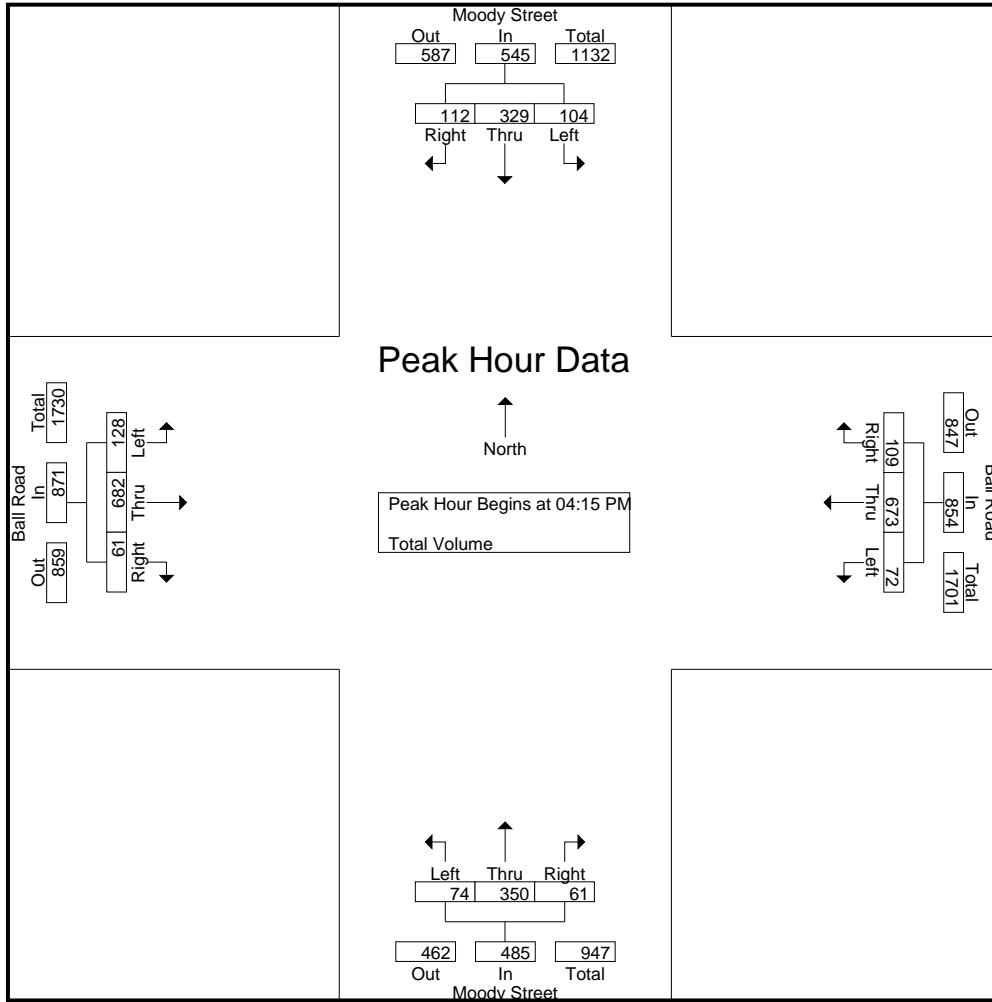 Moody Street
Out In Total
587 545 1132
112 329 104
Right Thru Left
Peak Hour Data
North
Peak Hour Begins at 04:15 PM
Total Volume
Ball Road
Out In Total
859 871 1730
61 682 128
Right Thru Left
Ball Road
Out In Total
847 854 1701
109 673 72
Right Thru Left
Left Thru Right
74 350 61
462 485 947
Out In Total
Moody Street